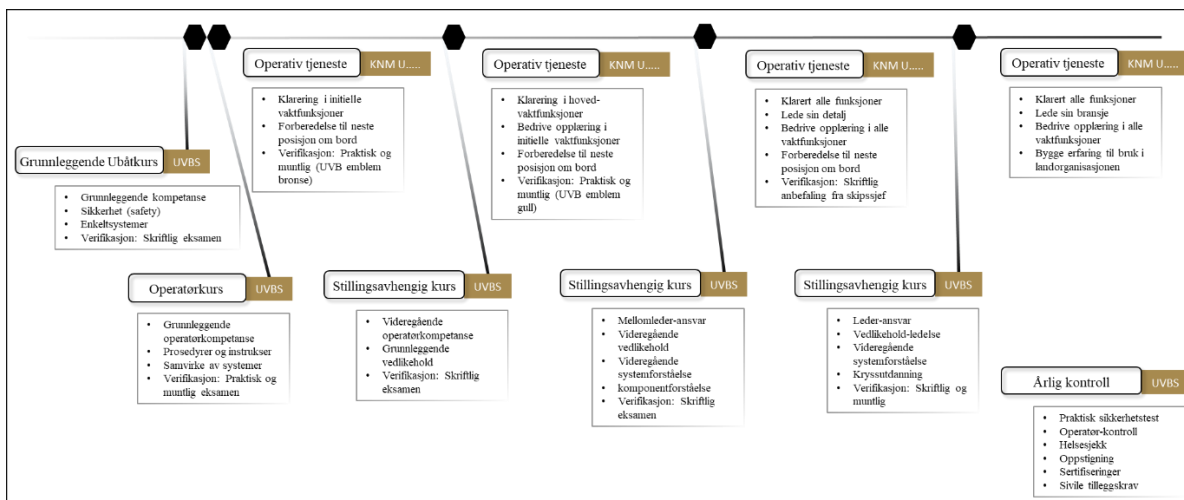 Operativ tjeneste KNM U.....
• Klarering i initielle
vaktfunksjoner
• Forberedelse til neste
posisjon om bord
• Verifikasjon: Praktisk og
muntlig (UVB emblem
bronse)
Operativ tjeneste KNM U.....
• Klarering i hoved-
vaktfunksjoner
• Bedrive opplæring i
initielle vaktfunksjoner
• Forberedelse til neste
posisjon om bord
• Verifikasjon: Praktisk og
muntlig (UVB emblem
gull)
Operativ tjeneste KNM U.....
• Klarert alle funksjoner
• Lede sin detalj
• Bedrive opplæring i alle
vaktfunksjoner
• Forberedelse til neste
posisjon om bord
• Verifikasjon: Skriftlig
anbefaling fra skipssjef
Operativ tjeneste KNM U.....
• Klarert alle funksjoner
• Lede sin bransje
• Bedrive opplæring i alle
vaktfunksjoner
• Bygge erfaring til bruk i
landorganisasjonen
Grunnleggende Ubåtkurs UVBS
• Grunnleggende kompetanse
• Sikkerhet (safety)
• Enkeltsystemer
• Verifikasjon: Skriftlig eksamen
Operatørkurs UVBS
• Grunnleggende
operatørkompetanse
• Prosedyrer og instrukser
• Samvirke av systemer
• Verifikasjon: Praktisk og
muntlig eksamen
Stillingsavhengig kurs UVBS
• Videregående
operatørkompetanse
• Grunnleggende
vedlikehold
• Verifikasjon: Skriftlig
eksamen
Stillingsavhengig kurs UVBS
• Mellomleder-ansvar
• Videregående
vedlikehold
• Videregående
systemforståelse
• komponentforståelse
• Verifikasjon: Skriftlig
eksamen
Stillingsavhengig kurs UVBS
• Leder-ansvar
• Vedlikehold-ledelse
• Videregående
systemforståelse
• Kryssutdanning
• Verifikasjon: Skriftlig og
muntlig
Årlig kontroll UVBS
• Praktisk sikkerhetstest
• Operatør-kontroll
• Helsesjekk
• Oppstigning
• Sertifiseringer
• Sivile tilleggskrav